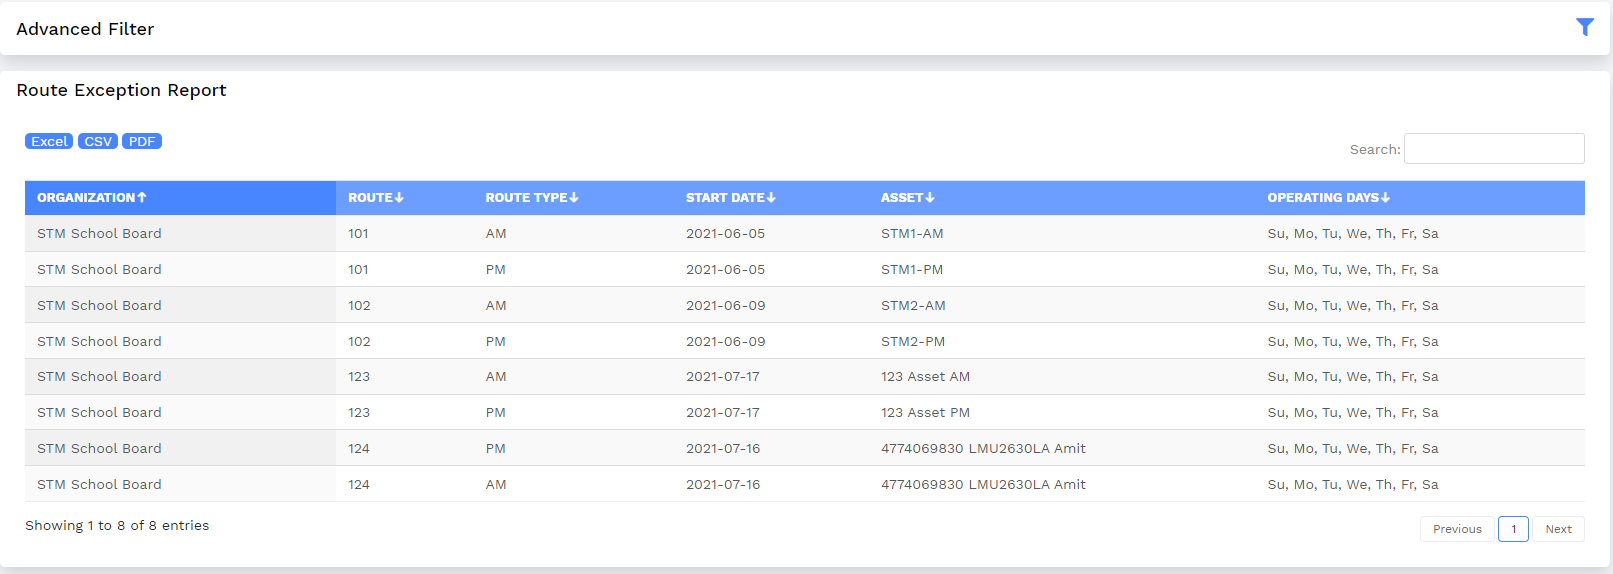 Advanced Filter
Route Exception Report
Excel CSV PDF
Search:
ORGANIZATION↑ ROUTE↓ ROUTE TYPE↓ START DATE↓ ASSET↓ OPERATING DAYS↓
STM School Board 101 AM 2021-06-05 STM1-AM Su, Mo, Tu, We, Th, Fr, Sa
STM School Board 101 PM 2021-06-05 STM1-PM Su, Mo, Tu, We, Th, Fr, Sa
STM School Board 102 AM 2021-06-09 STM2-AM Su, Mo, Tu, We, Th, Fr, Sa
STM School Board 102 PM 2021-06-09 STM2-PM Su, Mo, Tu, We, Th, Fr, Sa
STM School Board 123 AM 2021-07-17 123 Asset AM Su, Mo, Tu, We, Th, Fr, Sa
STM School Board 123 PM 2021-07-17 123 Asset PM Su, Mo, Tu, We, Th, Fr, Sa
STM School Board 124 PM 2021-07-16 4774069830 LMU2630LA Amit Su, Mo, Tu, We, Th, Fr, Sa
STM School Board 124 AM 2021-07-16 4774069830 LMU2630LA Amit Su, Mo, Tu, We, Th, Fr, Sa
Showing 1 to 8 of 8 entries
Previous 1 Next